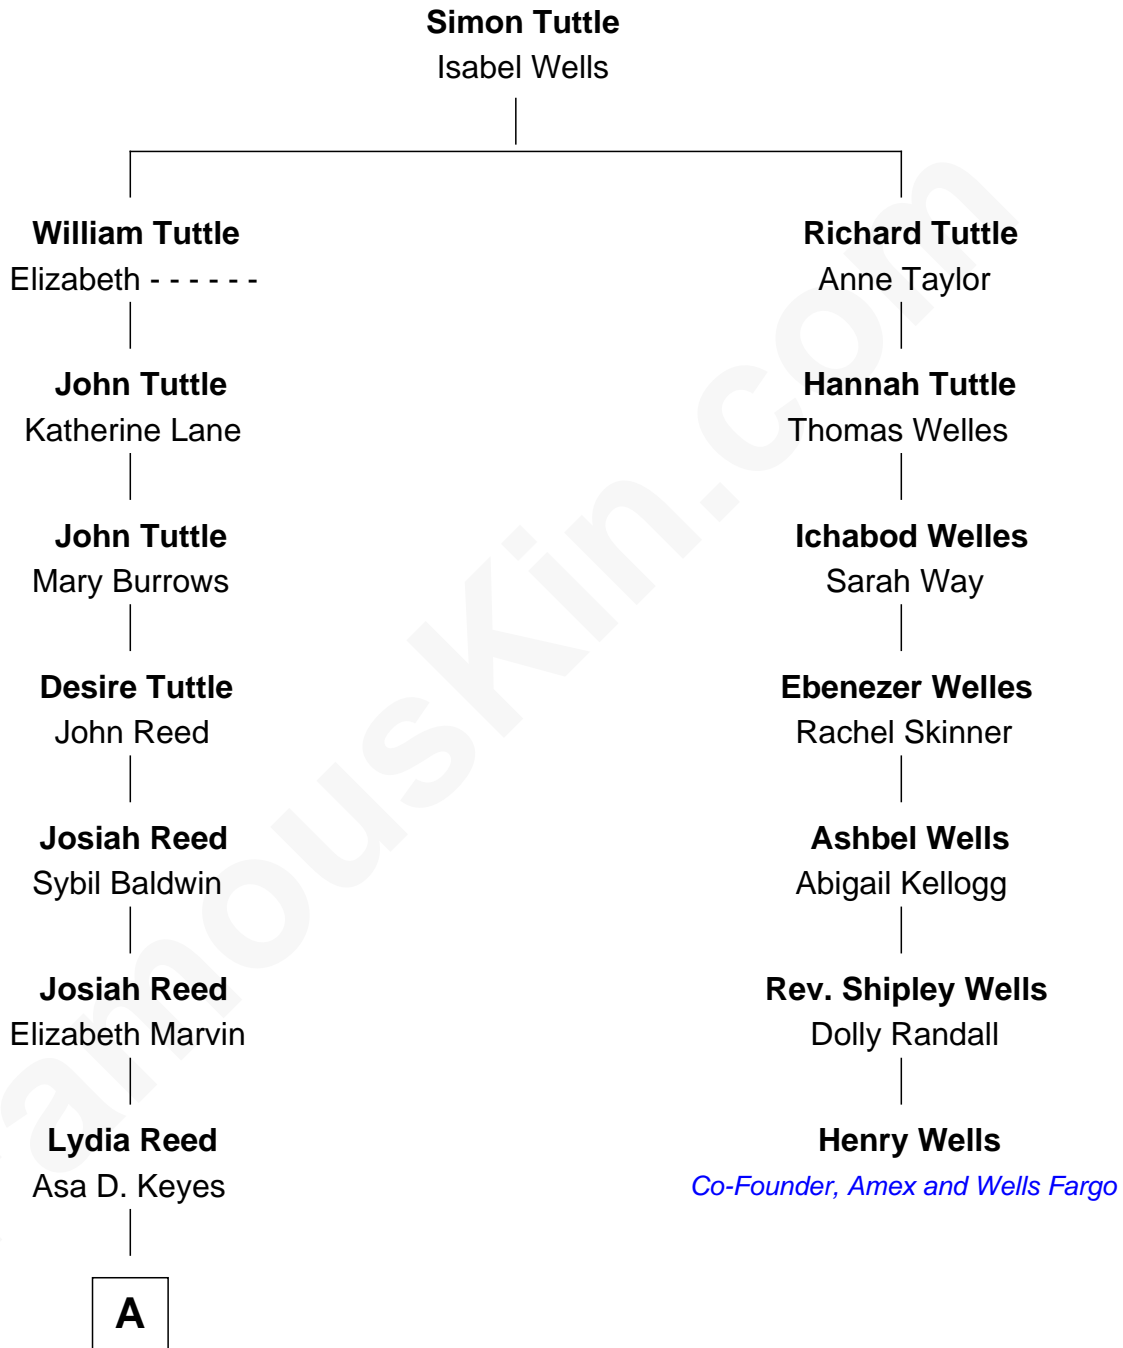 Simon Tuttle
Isabel Wells
William Tuttle
Elizabeth - - - - - -
Richard Tuttle
Anne Taylor
John Tuttle
Katherine Lane
Hannah Tuttle
Thomas Welles
John Tuttle
Mary Burrows
Ichabod Welles
Sarah Way
Desire Tuttle
John Reed
Ebenezer Welles
Rachel Skinner
Josiah Reed
Sybil Baldwin
Ashbel Wells
Abigail Kellogg
Josiah Reed
Elizabeth Marvin
Rev. Shipley Wells
Dolly Randall
Lydia Reed
Asa D. Keyes
Henry Wells
Co-Founder, Amex and Wells Fargo
A
amousKin.com